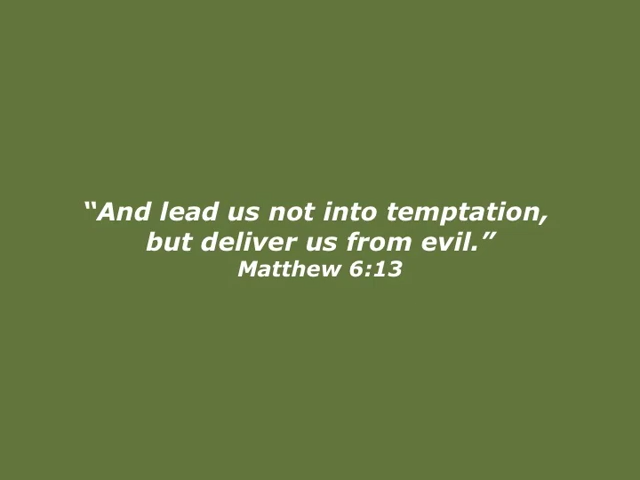 “And lead us not into temptation,
but deliver us from evil.”
Matthew 6:13